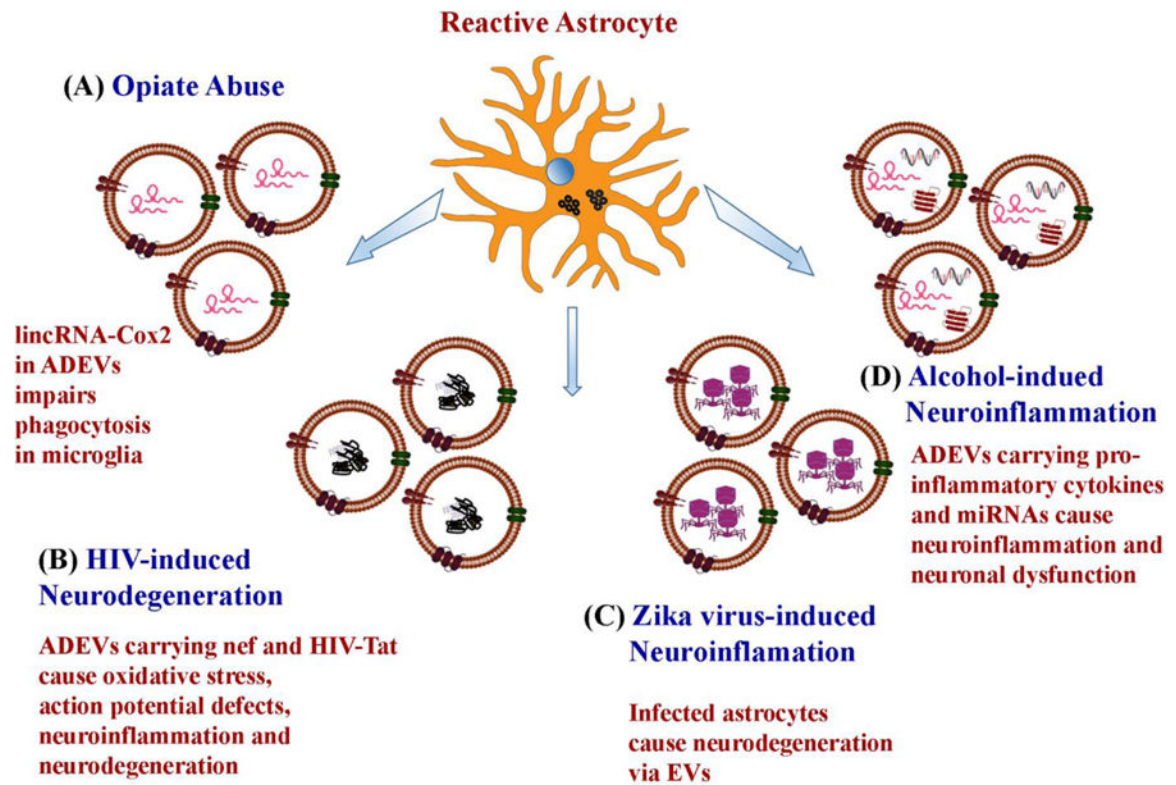 Reactive Astrocyte
(A) Opiate Abuse
lincRNA-Cox2
in ADEVs
impairs
phagocytosis
in microglia
(B) HIV-induced
Neurodegeneration
ADEVs carrying nef and HIV-Tat
cause oxidative stress,
action potential defects,
neuroinflammation and
neurodegeneration
(C) Zika virus-induced
Neuroinflamation
Infected astrocytes
cause neurodegeneration
via EVs
(D) Alcohol-indued
Neuroinflammation
ADEVs carrying pro-
inflammatory cytokines
and miRNAs cause
neuroinflammation and
neuronal dysfunction